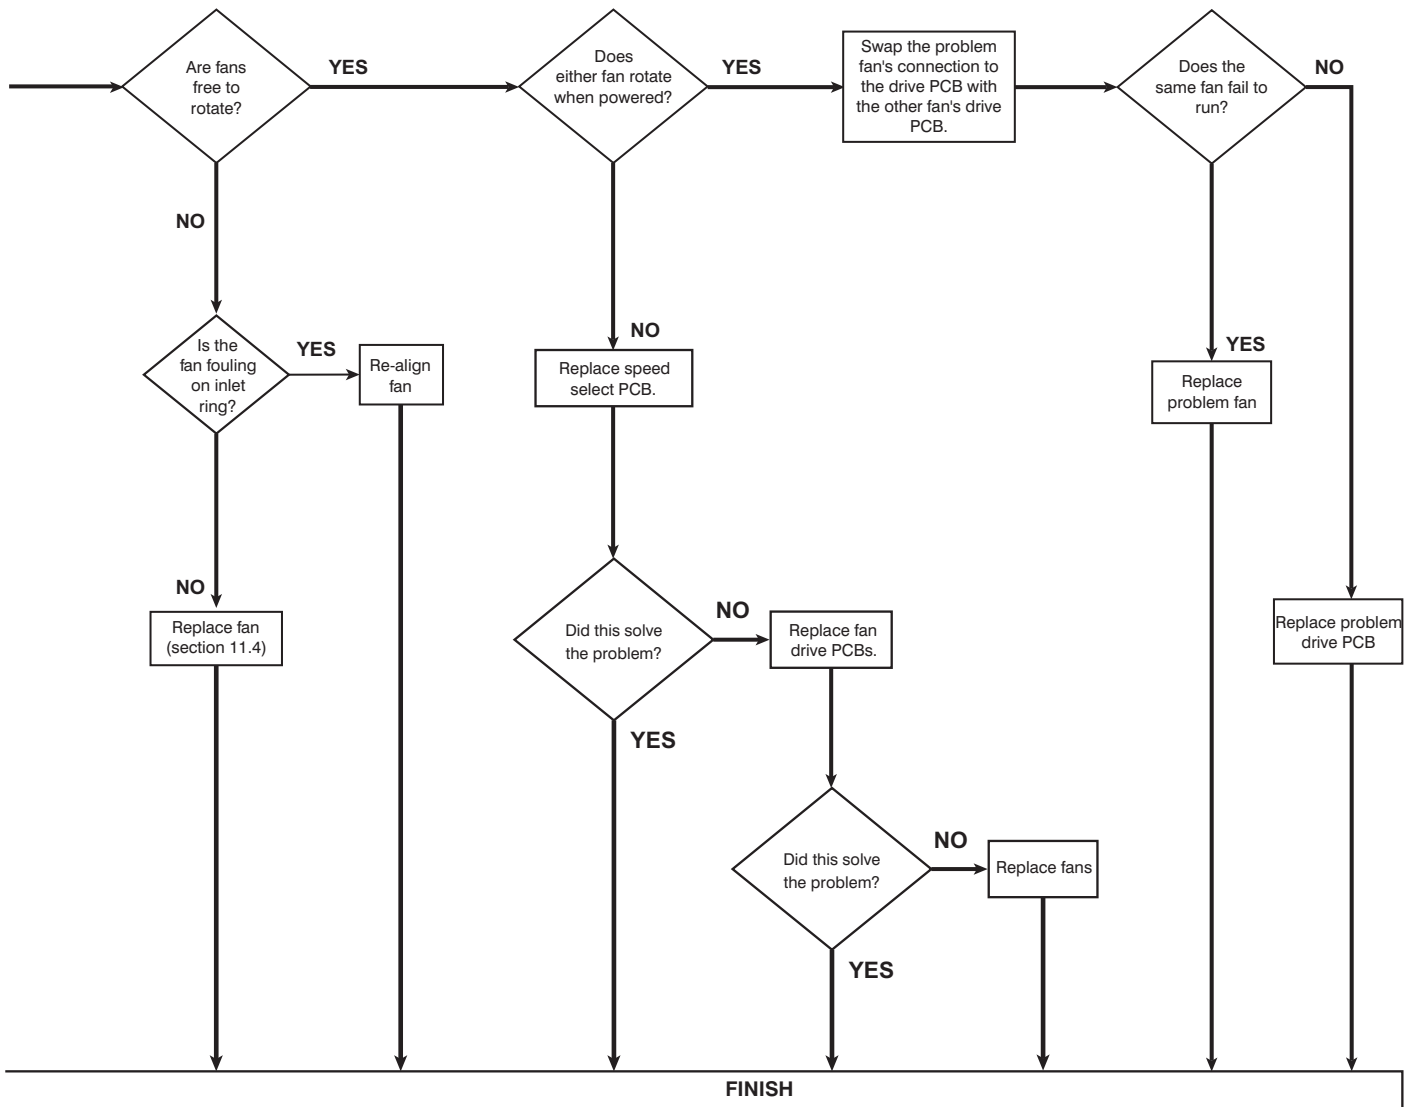 Are fans
free to
rotate?
YES
Does
either fan rotate
when powered?
YES
Swap the problem
fan's connection to
the drive PCB with
the other fan's drive
PCB.
Does the
same fan fail to
run?
NO
NO
Is the
fan fouling
on inlet
ring?
YES
Re-align
fan
NO
Replace speed
select PCB.
YES
Replace
problem fan
NO
Replace fan
(section 11.4)
Did this solve
the problem?
NO
Replace fan
drive PCBs.
Replace problem
drive PCB
YES
Did this solve
the problem?
NO
Replace fans
YES
FINISH